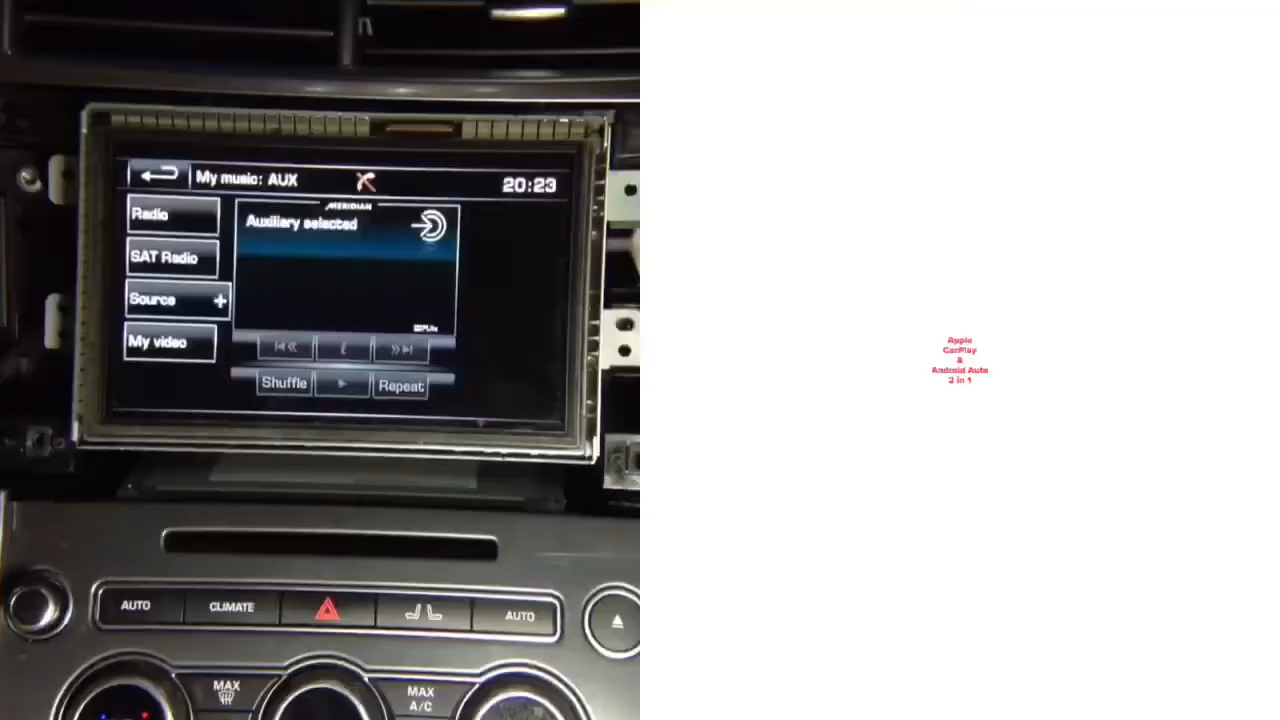 My music: AUX
20:23
MERIDIAN
Radio
Auxiliary selected
SAT Radio
Source +
My video
Shuffle
Repeat
AUTO
CLIMATE
AUTO
MAX
MAX
A/C
Apple
CarPlay
&
Android Auto
2 in 1